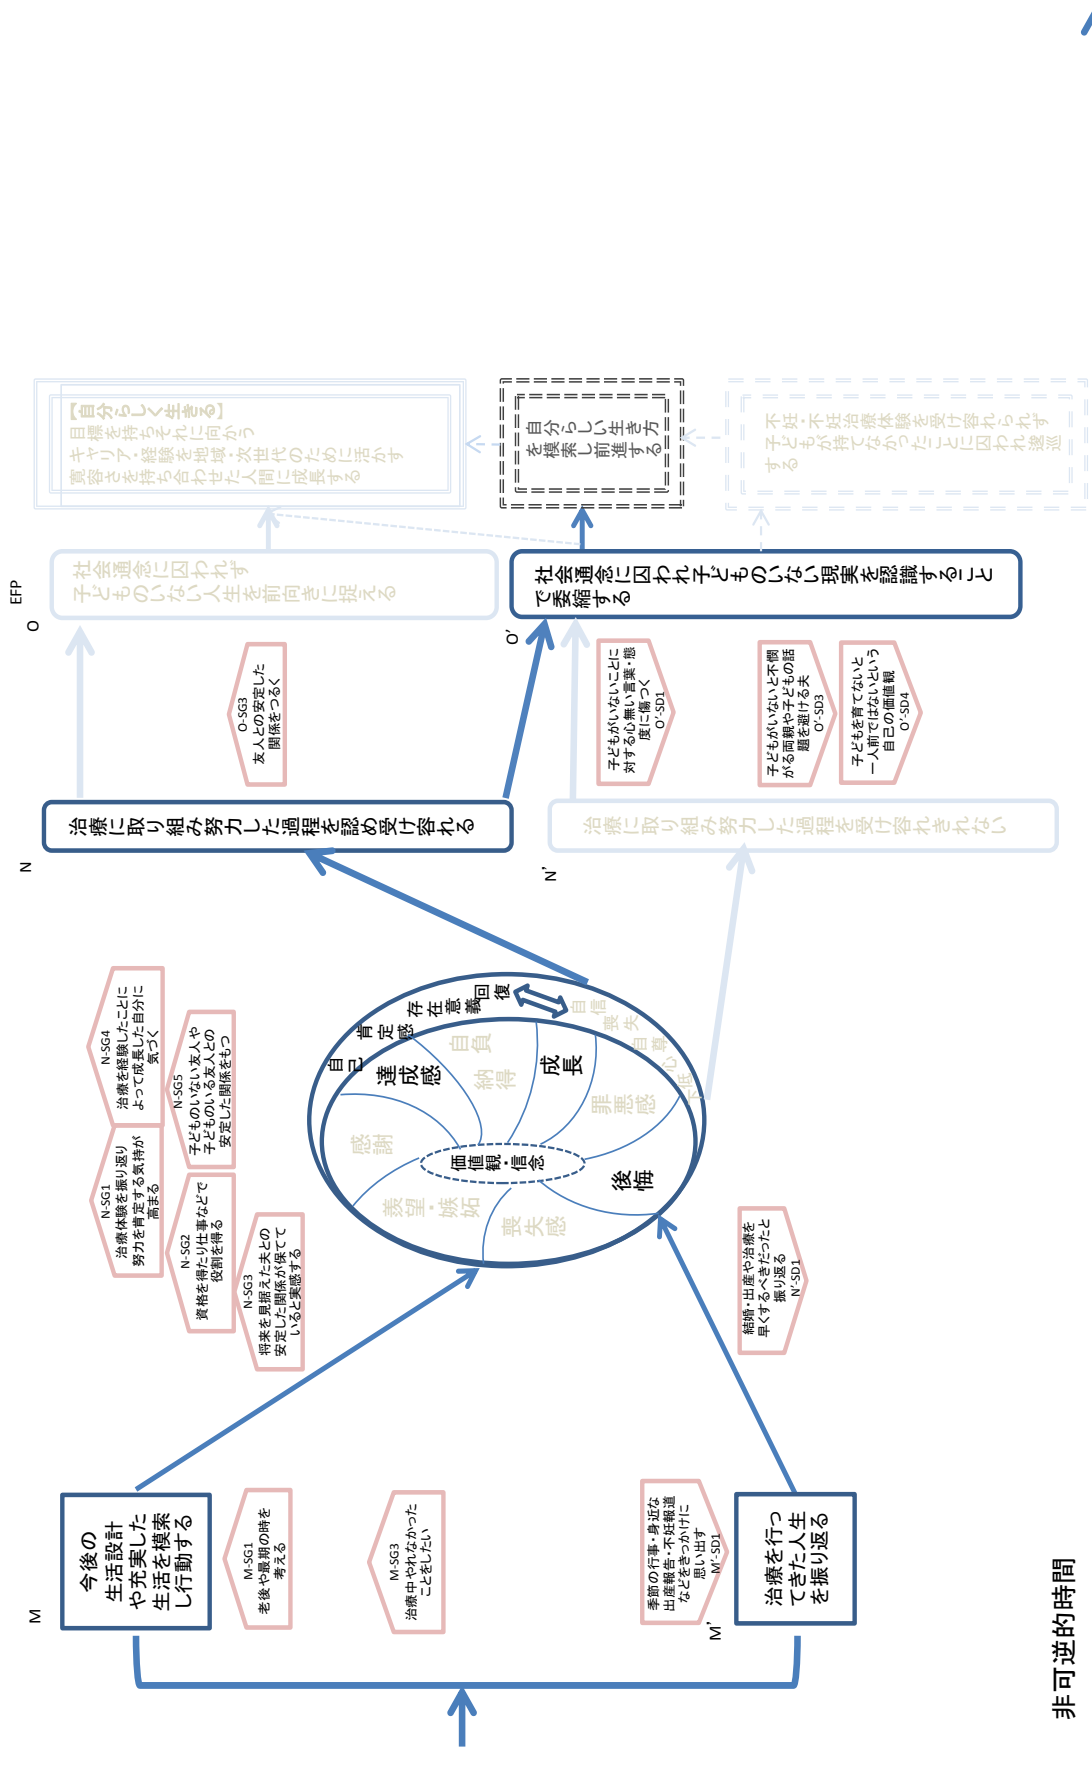 M
今後の
生活設計
や充実した
生活を模索
し行動する
M-SG1
老後や最期の時を
考える
M-SG3
治療中やれなかった
ことをしたい
季節の行事・身近な
出産報告・不妊報道
などをきっかけに
思い出す
M’-SD1
M’
治療を行っ
てきた人生
を振り返る
N-SG1
治療体験を振り返り
努力を肯定する気持が
高まる
N-SG2
資格を得たり仕事などで
役割を得る
N-SG3
将来を見据えた夫との
安定した関係が保てて
いると実感する
N-SG4
治療を経験したことに
よって成長した自分に
気づく
N-SG5
子どものいない友人や
子どものいる友人との
安定した関係をもつ
結婚・出産や治療を
早くするべきだったと
振り返る
N’-SD1
自己
肯定感
存在意義
回復
自信
喪失
自尊
心
低
下
達成感
自負
納得
成長
感謝
罪悪感
価値観・信念
羨望・嫉妬
喪失感
後悔
N
治療に取り組み努力した過程を認め受け容れる
N’
治療に取り組み努力した過程を受け容れきれない
O-SG3
友人との安定した
関係をつるく
子どもがいないことに
対する心無い言葉・態
度に傷つく
O’-SD1
子どもがいないと不憫
がる両親や子どもの話
題を避ける夫
O’-SD3
子どもを育てないと
一人前ではないという
自己の価値観
O’-SD4
EFP
O
社会通念に囚われず
子どものいない人生を前向きに捉える
O’
社会通念に囚われ子どものいない現実を認識すること
で委縮する
【自分らしく生きる】
目標を持ちそれに向かう
キャリア・経験を地域・次世代のために活かす
寛容さを持ち合わせた人間に成長する
自分らしい生き方
を模索し前進する
不妊・不妊治療体験を受け容れられず
子どもが持てなかったことに囚われ逡巡
する
非可逆的時間